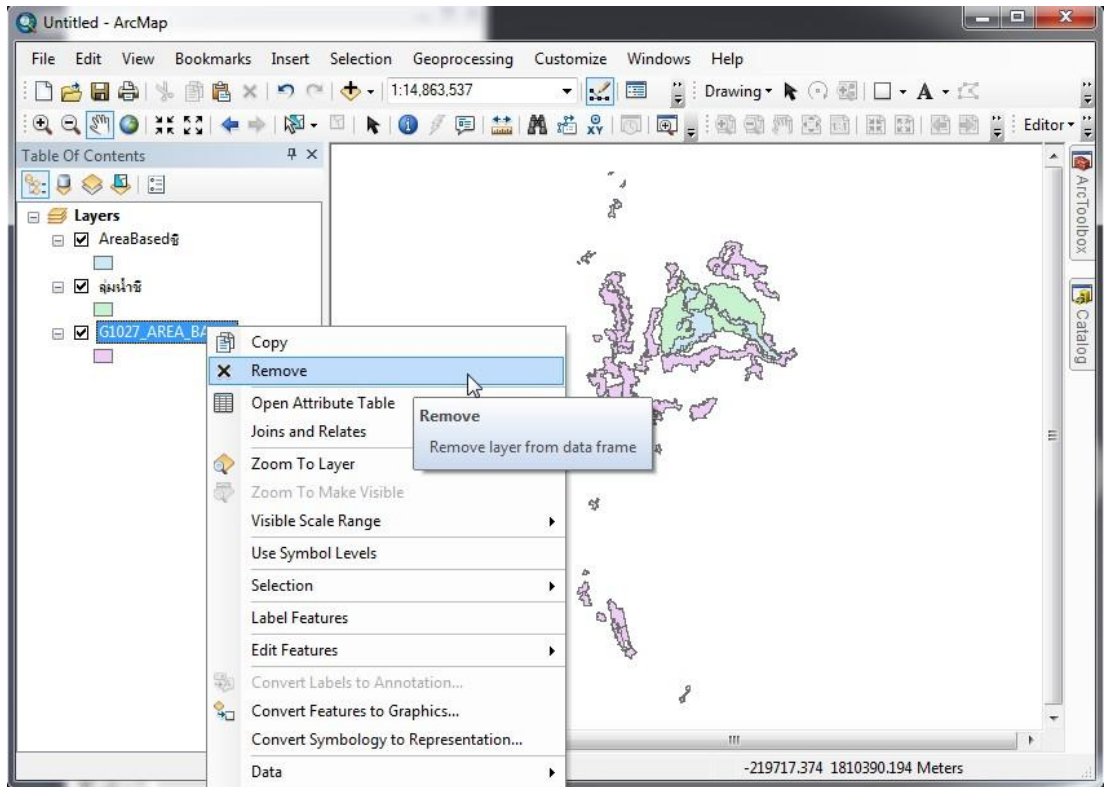 Untitled - ArcMap
File Edit View Bookmarks Insert Selection Geoprocessing Customize Windows Help
1:14,863,537
Drawing
A
XY
Editor
Table Of Contents
Layers
AreaBasedชี
ลุ่มน้ำชี
G1027_AREA_BA
Copy
Remove
Open Attribute Table
Joins and Relates
Zoom To Layer
Zoom To Make Visible
Visible Scale Range
Use Symbol Levels
Selection
Label Features
Edit Features
Convert Labels to Annotation...
Convert Features to Graphics...
Convert Symbology to Representation...
Data
Remove
Remove layer from data frame
ArcToolbox
Catalog
-219717.374 1810390.194 Meters